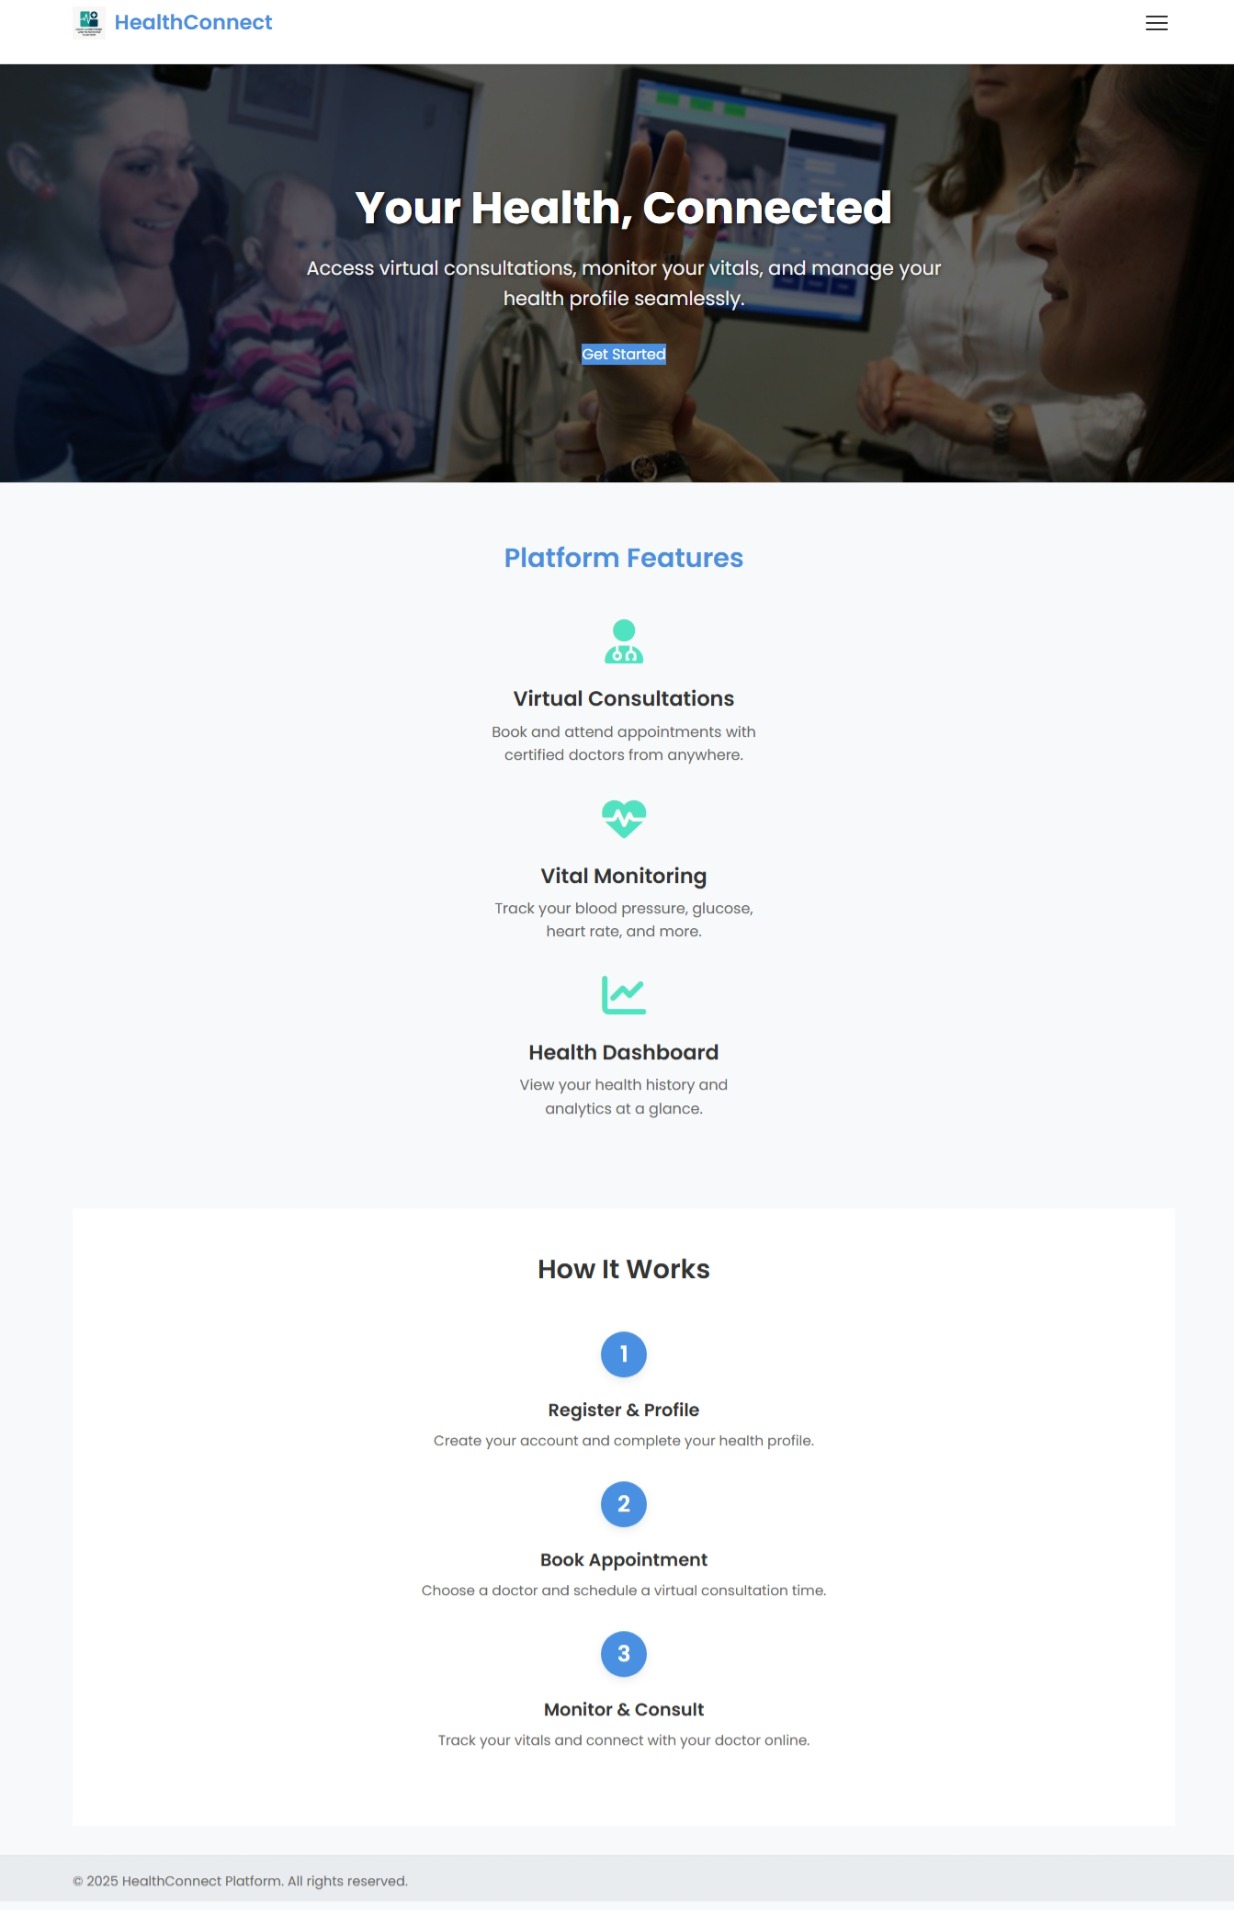 HealthConnect
Your Health, Connected
Access virtual consultations, monitor your vitals, and manage your
health profile seamlessly.
Get Started
Platform Features
Virtual Consultations
Book and attend appointments with
certified doctors from anywhere.
Vital Monitoring
Track your blood pressure, glucose,
heart rate, and more.
Health Dashboard
View your health history and
analytics at a glance.
How It Works
1
Register & Profile
Create your account and complete your health profile.
2
Book Appointment
Choose a doctor and schedule a virtual consultation time.
3
Monitor & Consult
Track your vitals and connect with your doctor online.
© 2025 HealthConnect Platform. All rights reserved.